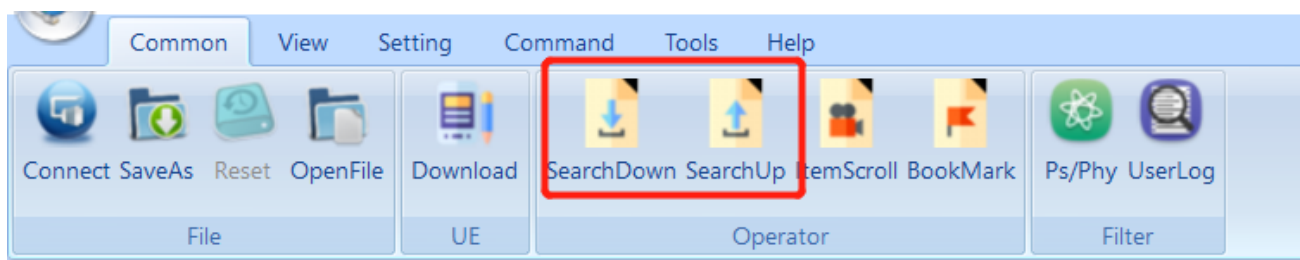 Common View Setting Command Tools Help
Connect SaveAs Reset OpenFile Download SearchDown SearchUp ItemScroll BookMark Ps/Phy UserLog
File UE Operator Filter